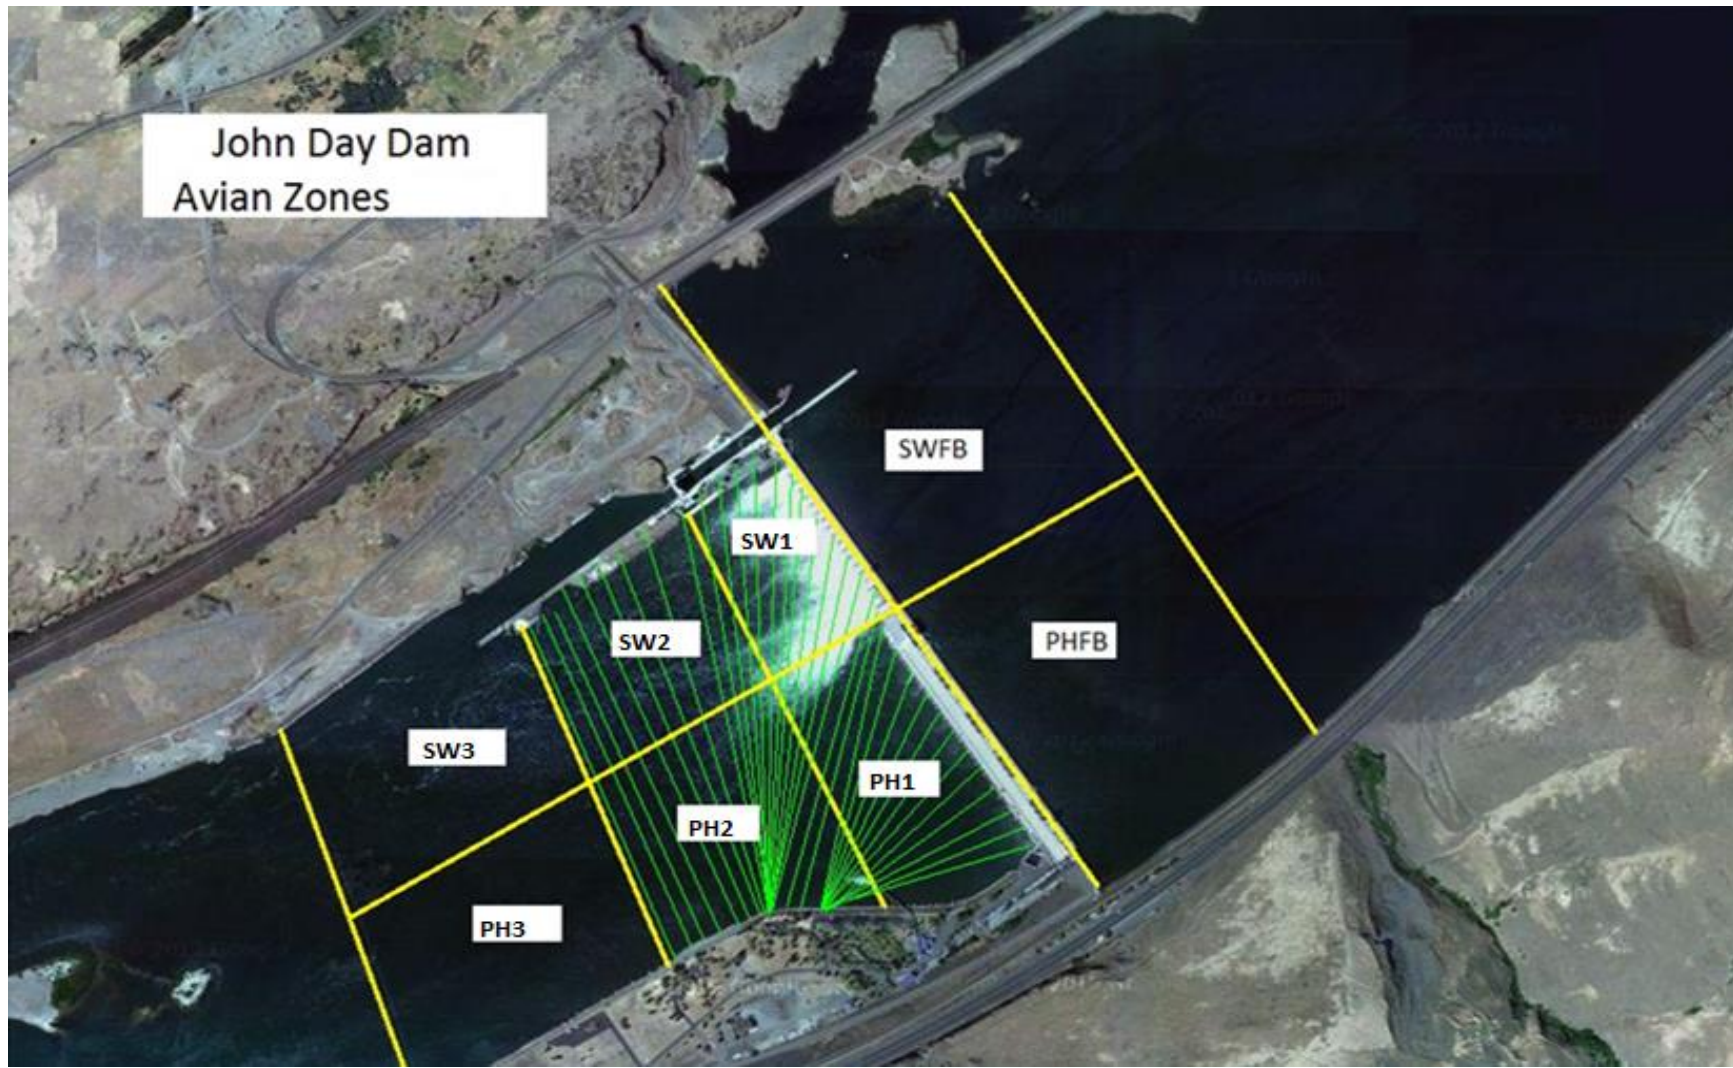 John Day Dam
Avian Zones
SWFB
SW1
SW2
PHFB
SW3
PH1
PH2
PH3